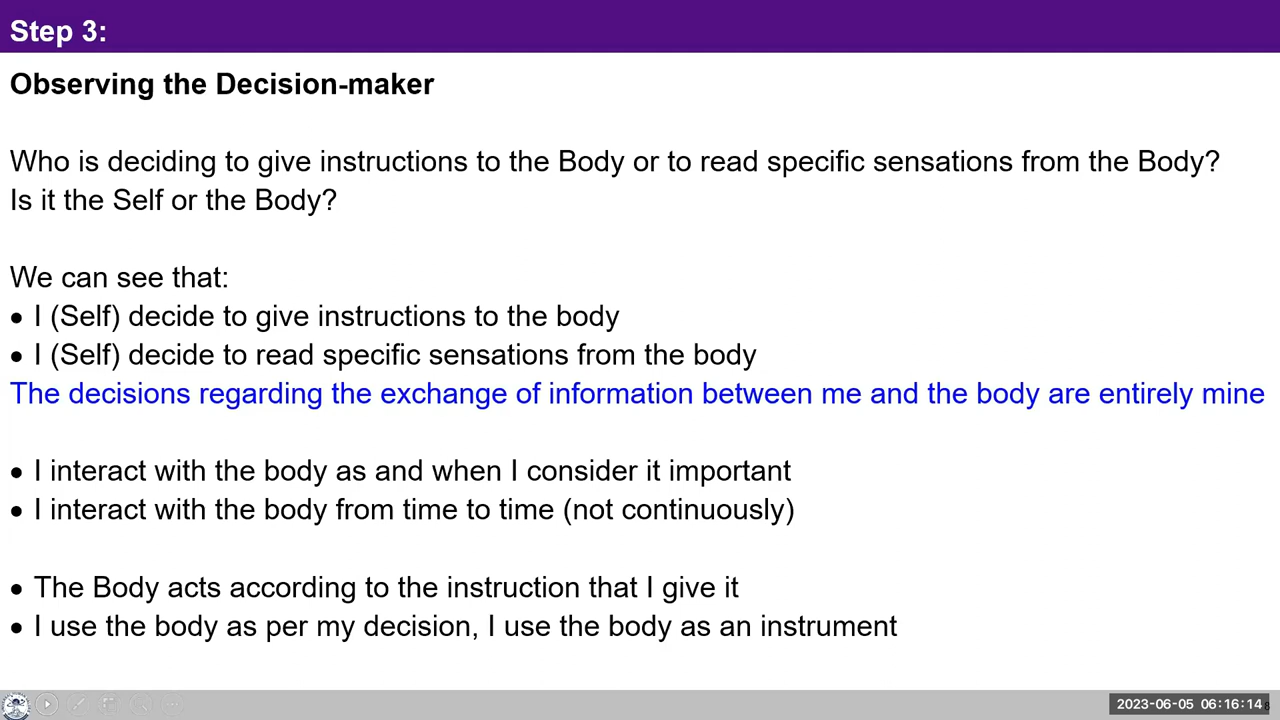 Step 3:
Observing the Decision-maker
Who is deciding to give instructions to the Body or to read specific sensations from the Body?
Is it the Self or the Body?
We can see that:
• I (Self) decide to give instructions to the body
• I (Self) decide to read specific sensations from the body
The decisions regarding the exchange of information between me and the body are entirely mine
• I interact with the body as and when I consider it important
• I interact with the body from time to time (not continuously)
• The Body acts according to the instruction that I give it
• I use the body as per my decision, I use the body as an instrument
2023-06-05 06:16:14
8